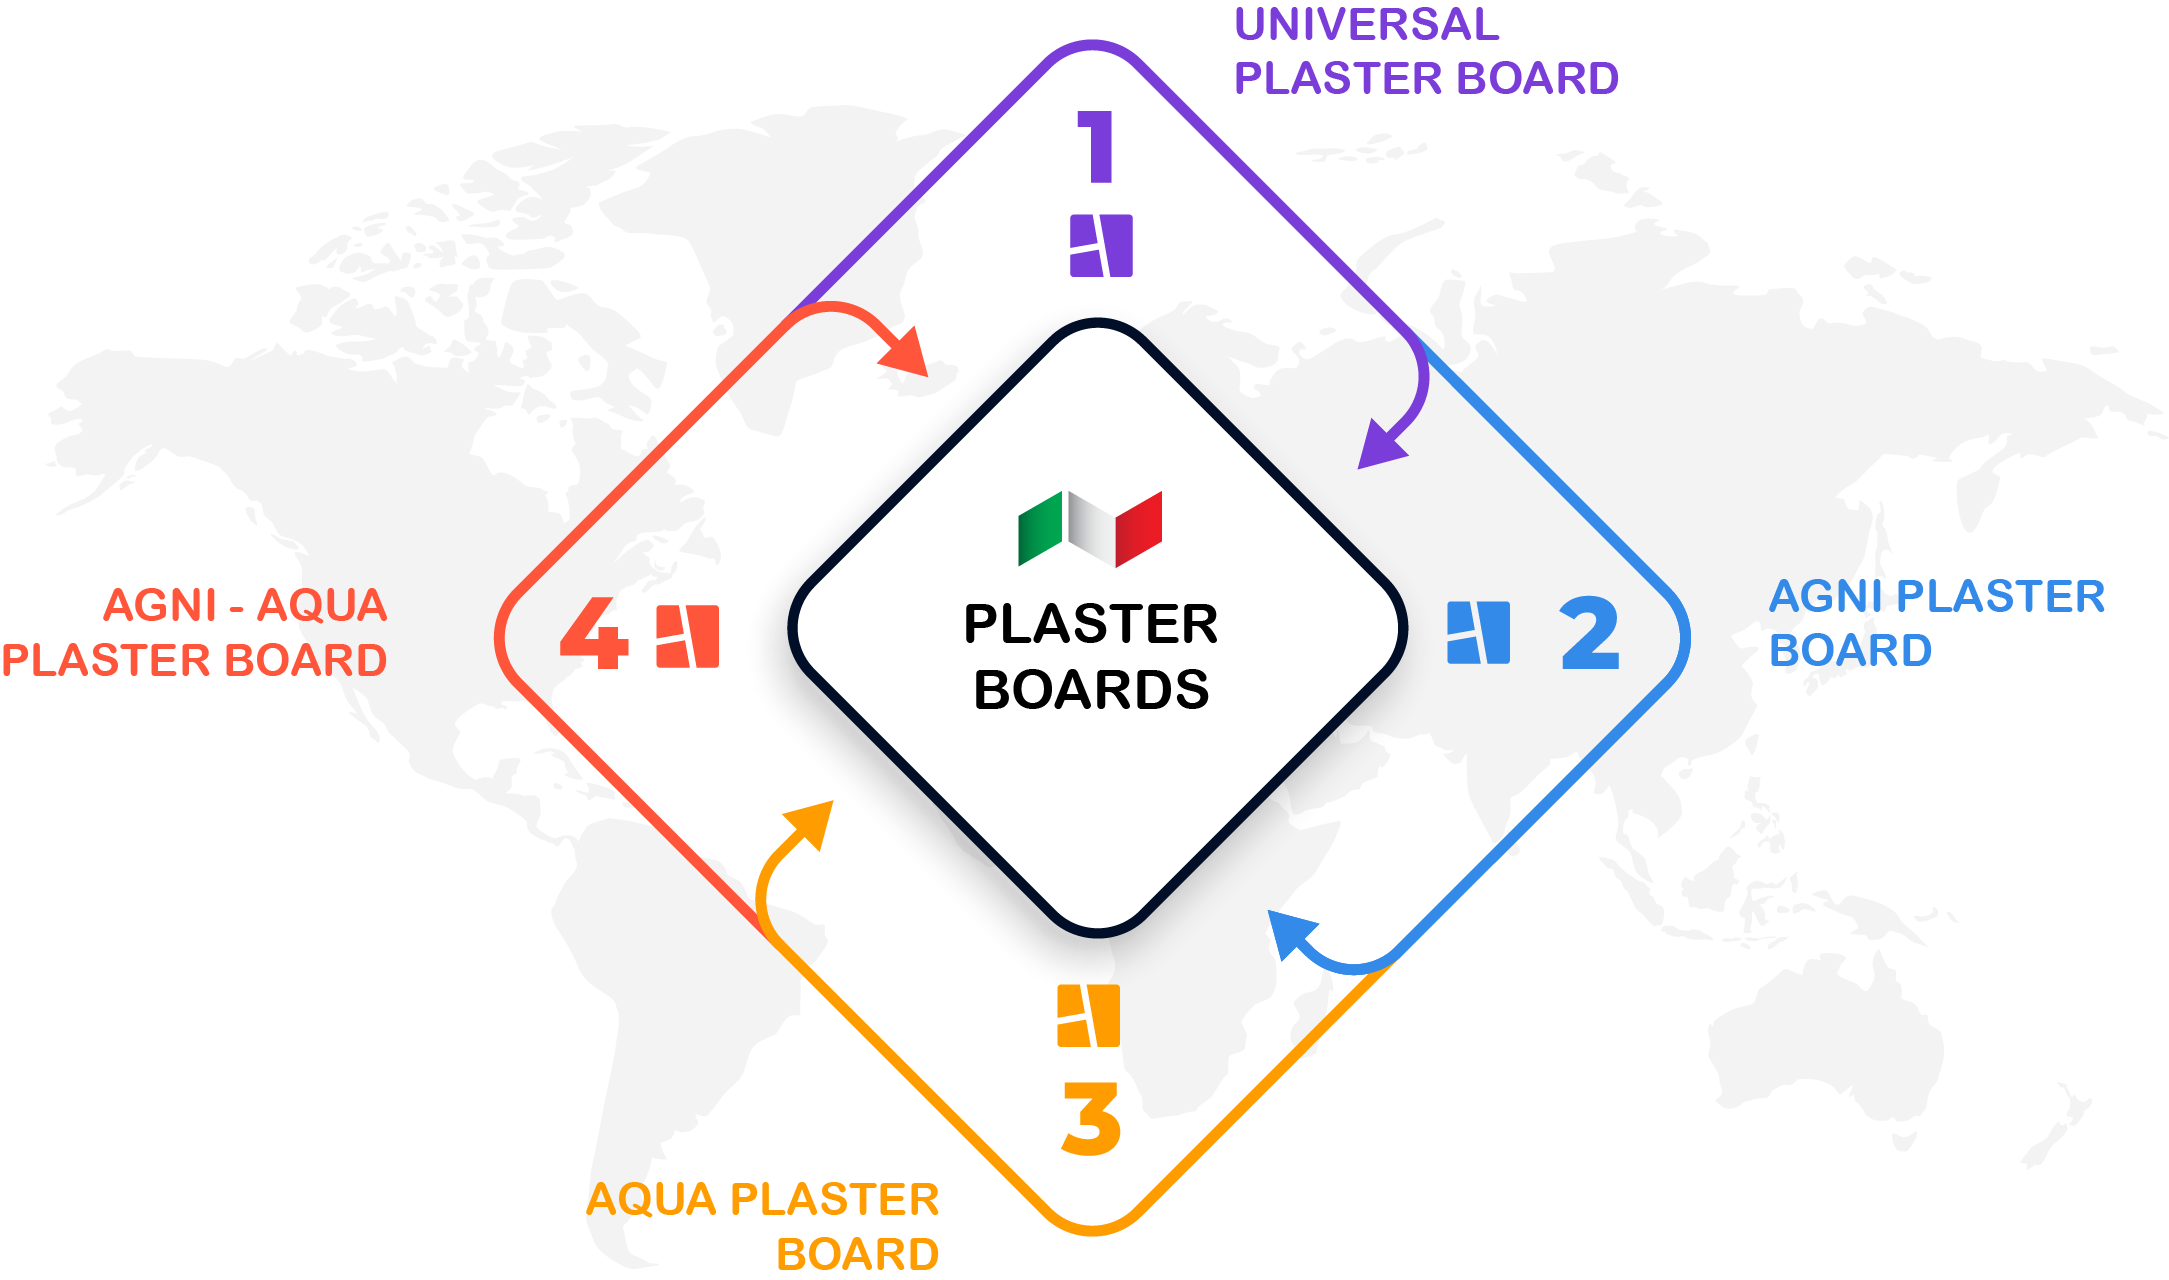 UNIVERSAL
PLASTER BOARD
1
PLASTER
BOARDS
2
AGNI PLASTER
BOARD
3
AQUA PLASTER
BOARD
4
AGNI - AQUA
PLASTER BOARD